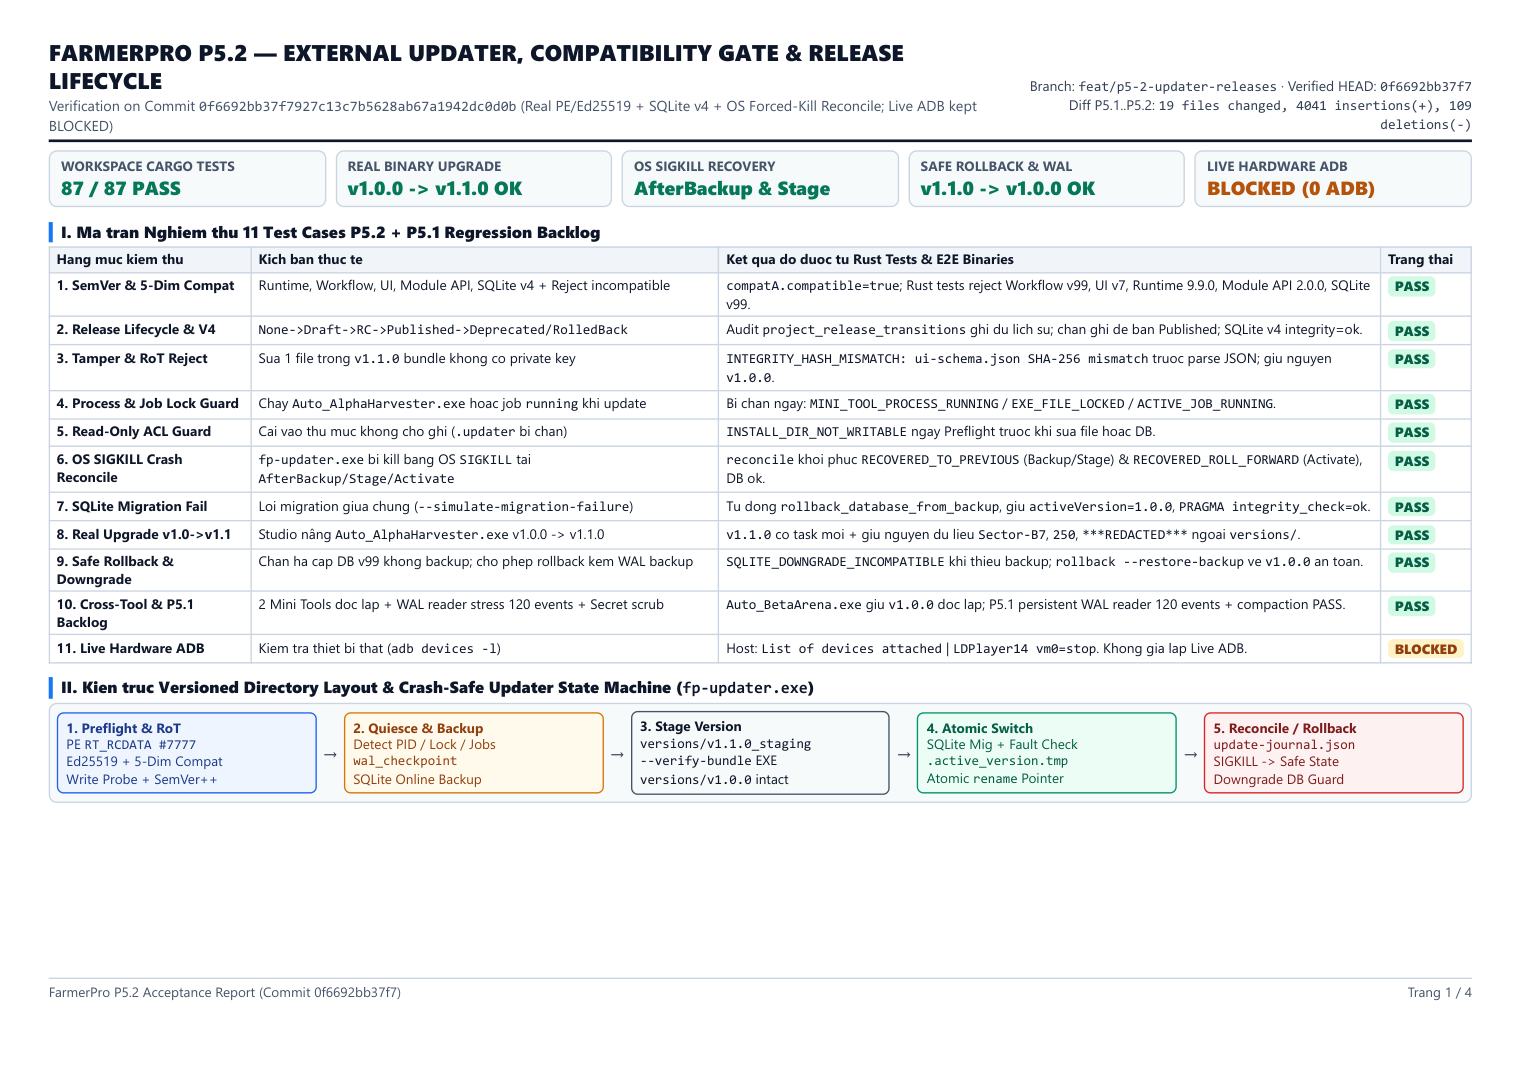 FARMERPRO P5.2 — EXTERNAL UPDATER, COMPATIBILITY GATE & RELEASE
LIFECYCLE
Verification on Commit 0f6692bb37f7927c13c7b5628ab67a1942dc0d0b (Real PE/Ed25519 + SQLite v4 + OS Forced-Kill Reconcile; Live ADB kept
BLOCKED)
Branch: feat/p5-2-updater-releases · Verified HEAD: 0f6692bb37f7
Diff P5.1..P5.2: 19 files changed, 4041 insertions(+), 109
deletions(-)
WORKSPACE CARGO TESTS
87 / 87 PASS
REAL BINARY UPGRADE
v1.0.0 -> v1.1.0 OK
OS SIGKILL RECOVERY
AfterBackup & Stage
SAFE ROLLBACK & WAL
v1.1.0 -> v1.0.0 OK
LIVE HARDWARE ADB
BLOCKED (0 ADB)
I. Ma tran Nghiem thu 11 Test Cases P5.2 + P5.1 Regression Backlog
Hang muc kiem thu
Kich ban thuc te
Ket qua do duoc tu Rust Tests & E2E Binaries
Trang thai
1. SemVer & 5-Dim Compat
Runtime, Workflow, UI, Module API, SQLite v4 + Reject incompatible
compatA.compatible=true; Rust tests reject Workflow v99, UI v7, Runtime 9.9.0, Module API 2.0.0, SQLite
v99.
PASS
2. Release Lifecycle & V4
None->Draft->RC->Published->Deprecated/RolledBack
Audit project_release_transitions ghi du lich su; chan ghi de ban Published; SQLite v4 integrity=ok.
PASS
3. Tamper & RoT Reject
Sua 1 file trong v1.1.0 bundle khong co private key
INTEGRITY_HASH_MISMATCH: ui-schema.json SHA-256 mismatch truoc parse JSON; giu nguyen
v1.0.0.
PASS
4. Process & Job Lock Guard
Chay Auto_AlphaHarvester.exe hoac job running khi update
Bi chan ngay: MINI_TOOL_PROCESS_RUNNING / EXE_FILE_LOCKED / ACTIVE_JOB_RUNNING.
PASS
5. Read-Only ACL Guard
Cai vao thu muc khong cho ghi (.updater bi chan)
INSTALL_DIR_NOT_WRITABLE ngay Preflight truoc khi sua file hoac DB.
PASS
6. OS SIGKILL Crash
Reconcile
fp-updater.exe bi kill bang OS SIGKILL tai
AfterBackup/Stage/Activate
reconcile khoi phuc RECOVERED_TO_PREVIOUS (Backup/Stage) & RECOVERED_ROLL_FORWARD (Activate),
DB ok.
PASS
7. SQLite Migration Fail
Loi migration giua chung (--simulate-migration-failure)
Tu dong rollback_database_from_backup, giu activeVersion=1.0.0, PRAGMA integrity_check=ok.
PASS
8. Real Upgrade v1.0->v1.1
Studio nâng Auto_AlphaHarvester.exe v1.0.0 -> v1.1.0
v1.1.0 co task moi + giu nguyen du lieu Sector-B7, 250, ***REDACTED*** ngoai versions/.
PASS
9. Safe Rollback &
Downgrade
Chan ha cap DB v99 khong backup; cho phep rollback kem WAL backup
SQLITE_DOWNGRADE_INCOMPATIBLE khi thieu backup; rollback --restore-backup ve v1.0.0 an toan.
PASS
10. Cross-Tool & P5.1
Backlog
2 Mini Tools doc lap + WAL reader stress 120 events + Secret scrub
Auto_BetaArena.exe giu v1.0.0 doc lap; P5.1 persistent WAL reader 120 events + compaction PASS.
PASS
11. Live Hardware ADB
Kiem tra thiet bi that (adb devices -l)
Host: List of devices attached | LDPlayer14 vm0=stop. Khong gia lap Live ADB.
BLOCKED
II. Kien truc Versioned Directory Layout & Crash-Safe Updater State Machine (fp-updater.exe)
1. Preflight & RoT
PE RT_RCDATA #7777
Ed25519 + 5-Dim Compat
Write Probe + SemVer++
→
2. Quiesce & Backup
Detect PID / Lock / Jobs
wal_checkpoint
SQLite Online Backup
→
3. Stage Version
versions/v1.1.0_staging
--verify-bundle EXE
versions/v1.0.0 intact
→
4. Atomic Switch
SQLite Mig + Fault Check
.active_version.tmp
Atomic rename Pointer
→
5. Reconcile / Rollback
update-journal.json
SIGKILL -> Safe State
Downgrade DB Guard
FarmerPro P5.2 Acceptance Report (Commit 0f6692bb37f7)
Trang 1 / 4